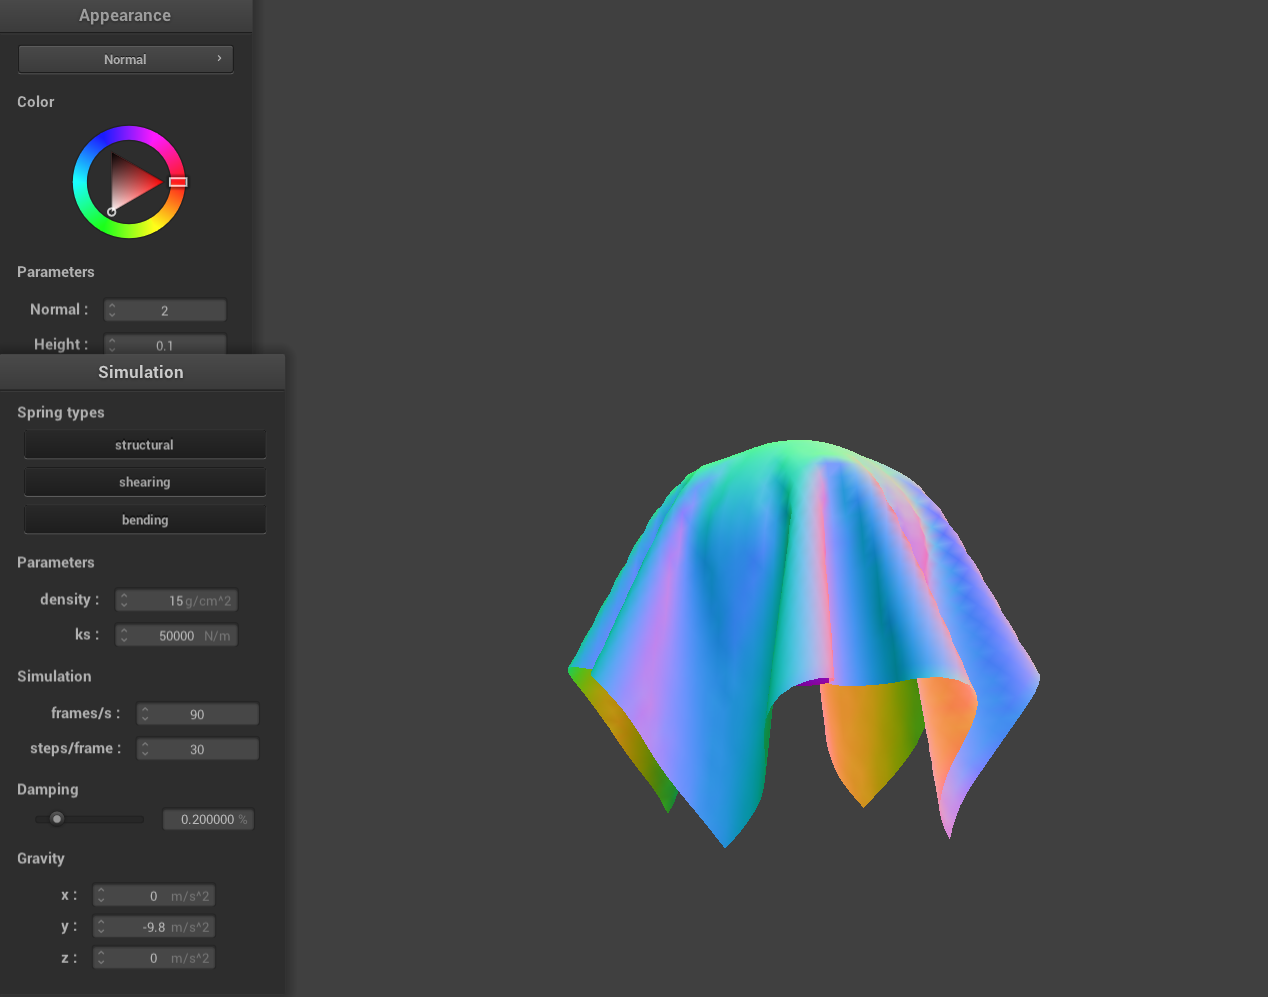 Appearance
Normal
Color
Parameters
Normal : 2
Height : 0.1
Simulation
Spring types
structural
shearing
bending
Parameters
density : 15 g/cm^2
ks : 50000 N/m
Simulation
frames/s : 90
steps/frame : 30
Damping
0.200000 %
Gravity
x : 0 m/s^2
y : -9.8 m/s^2
z : 0 m/s^2